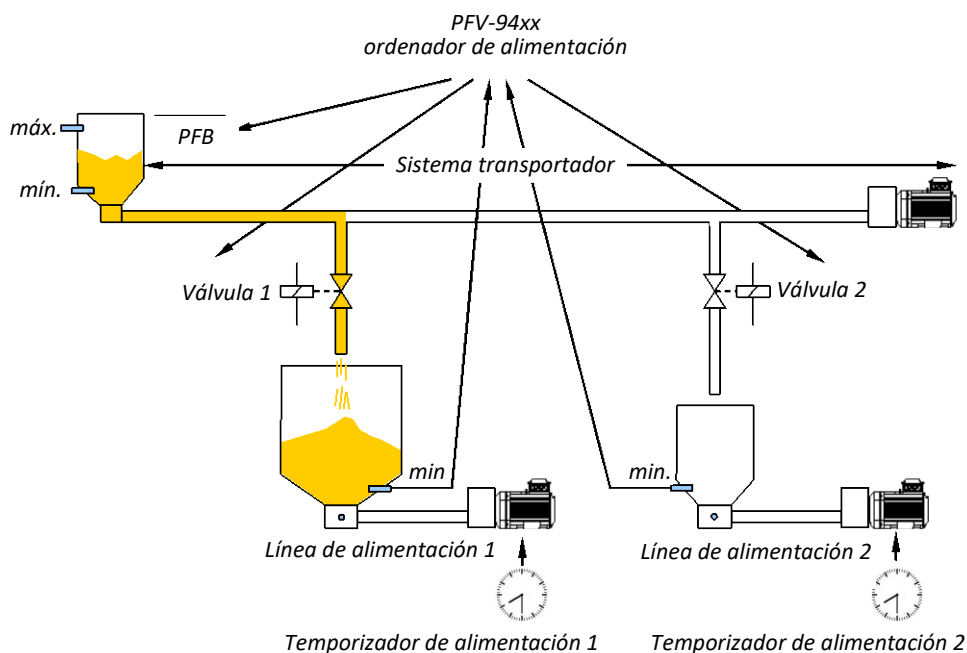 PFV-94xx
ordenador de alimentación
máx.
PFB
Sistema transportador
mín.
Válvula 1
Válvula 2
min
min.
Línea de alimentación 1
Línea de alimentación 2
Temporizador de alimentación 1
Temporizador de alimentación 2